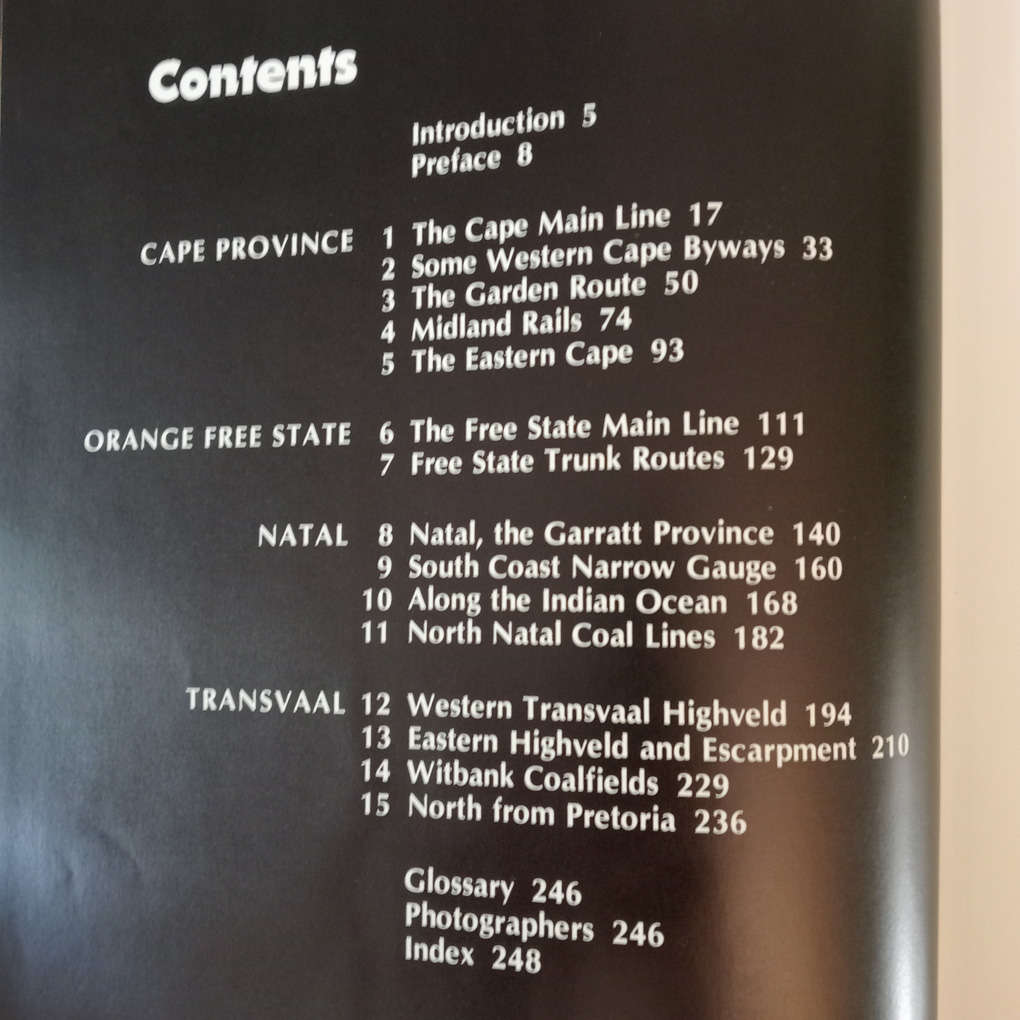 Contents
Introduction 5
Preface 8
CAPE PROVINCE 1 The Cape Main Line 17
2 Some Western Cape Byways 33
3 The Garden Route 50
4 Midland Rails 74
5 The Eastern Cape 93
ORANGE FREE STATE 6 The Free State Main Line 111
7 Free State Trunk Routes 129
NATAL 8 Natal, the Garratt Province 140
9 South Coast Narrow Gauge 160
10 Along the Indian Ocean 168
11 North Natal Coal Lines 182
TRANSVAAL 12 Western Transvaal Highveld 194
13 Eastern Highveld and Escarpment 210
14 Witbank Coalfields 229
15 North from Pretoria 236
Glossary 246
Photographers 246
Index 248